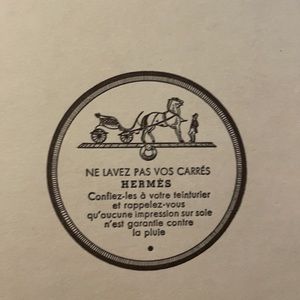 NE LAVEZ PAS VOS CARRÉS
HERMÈS
Confiez-les à votre teinturier
et rappelez-vous
qu'aucune impression sur soie
n'est garantie contre
la pluie